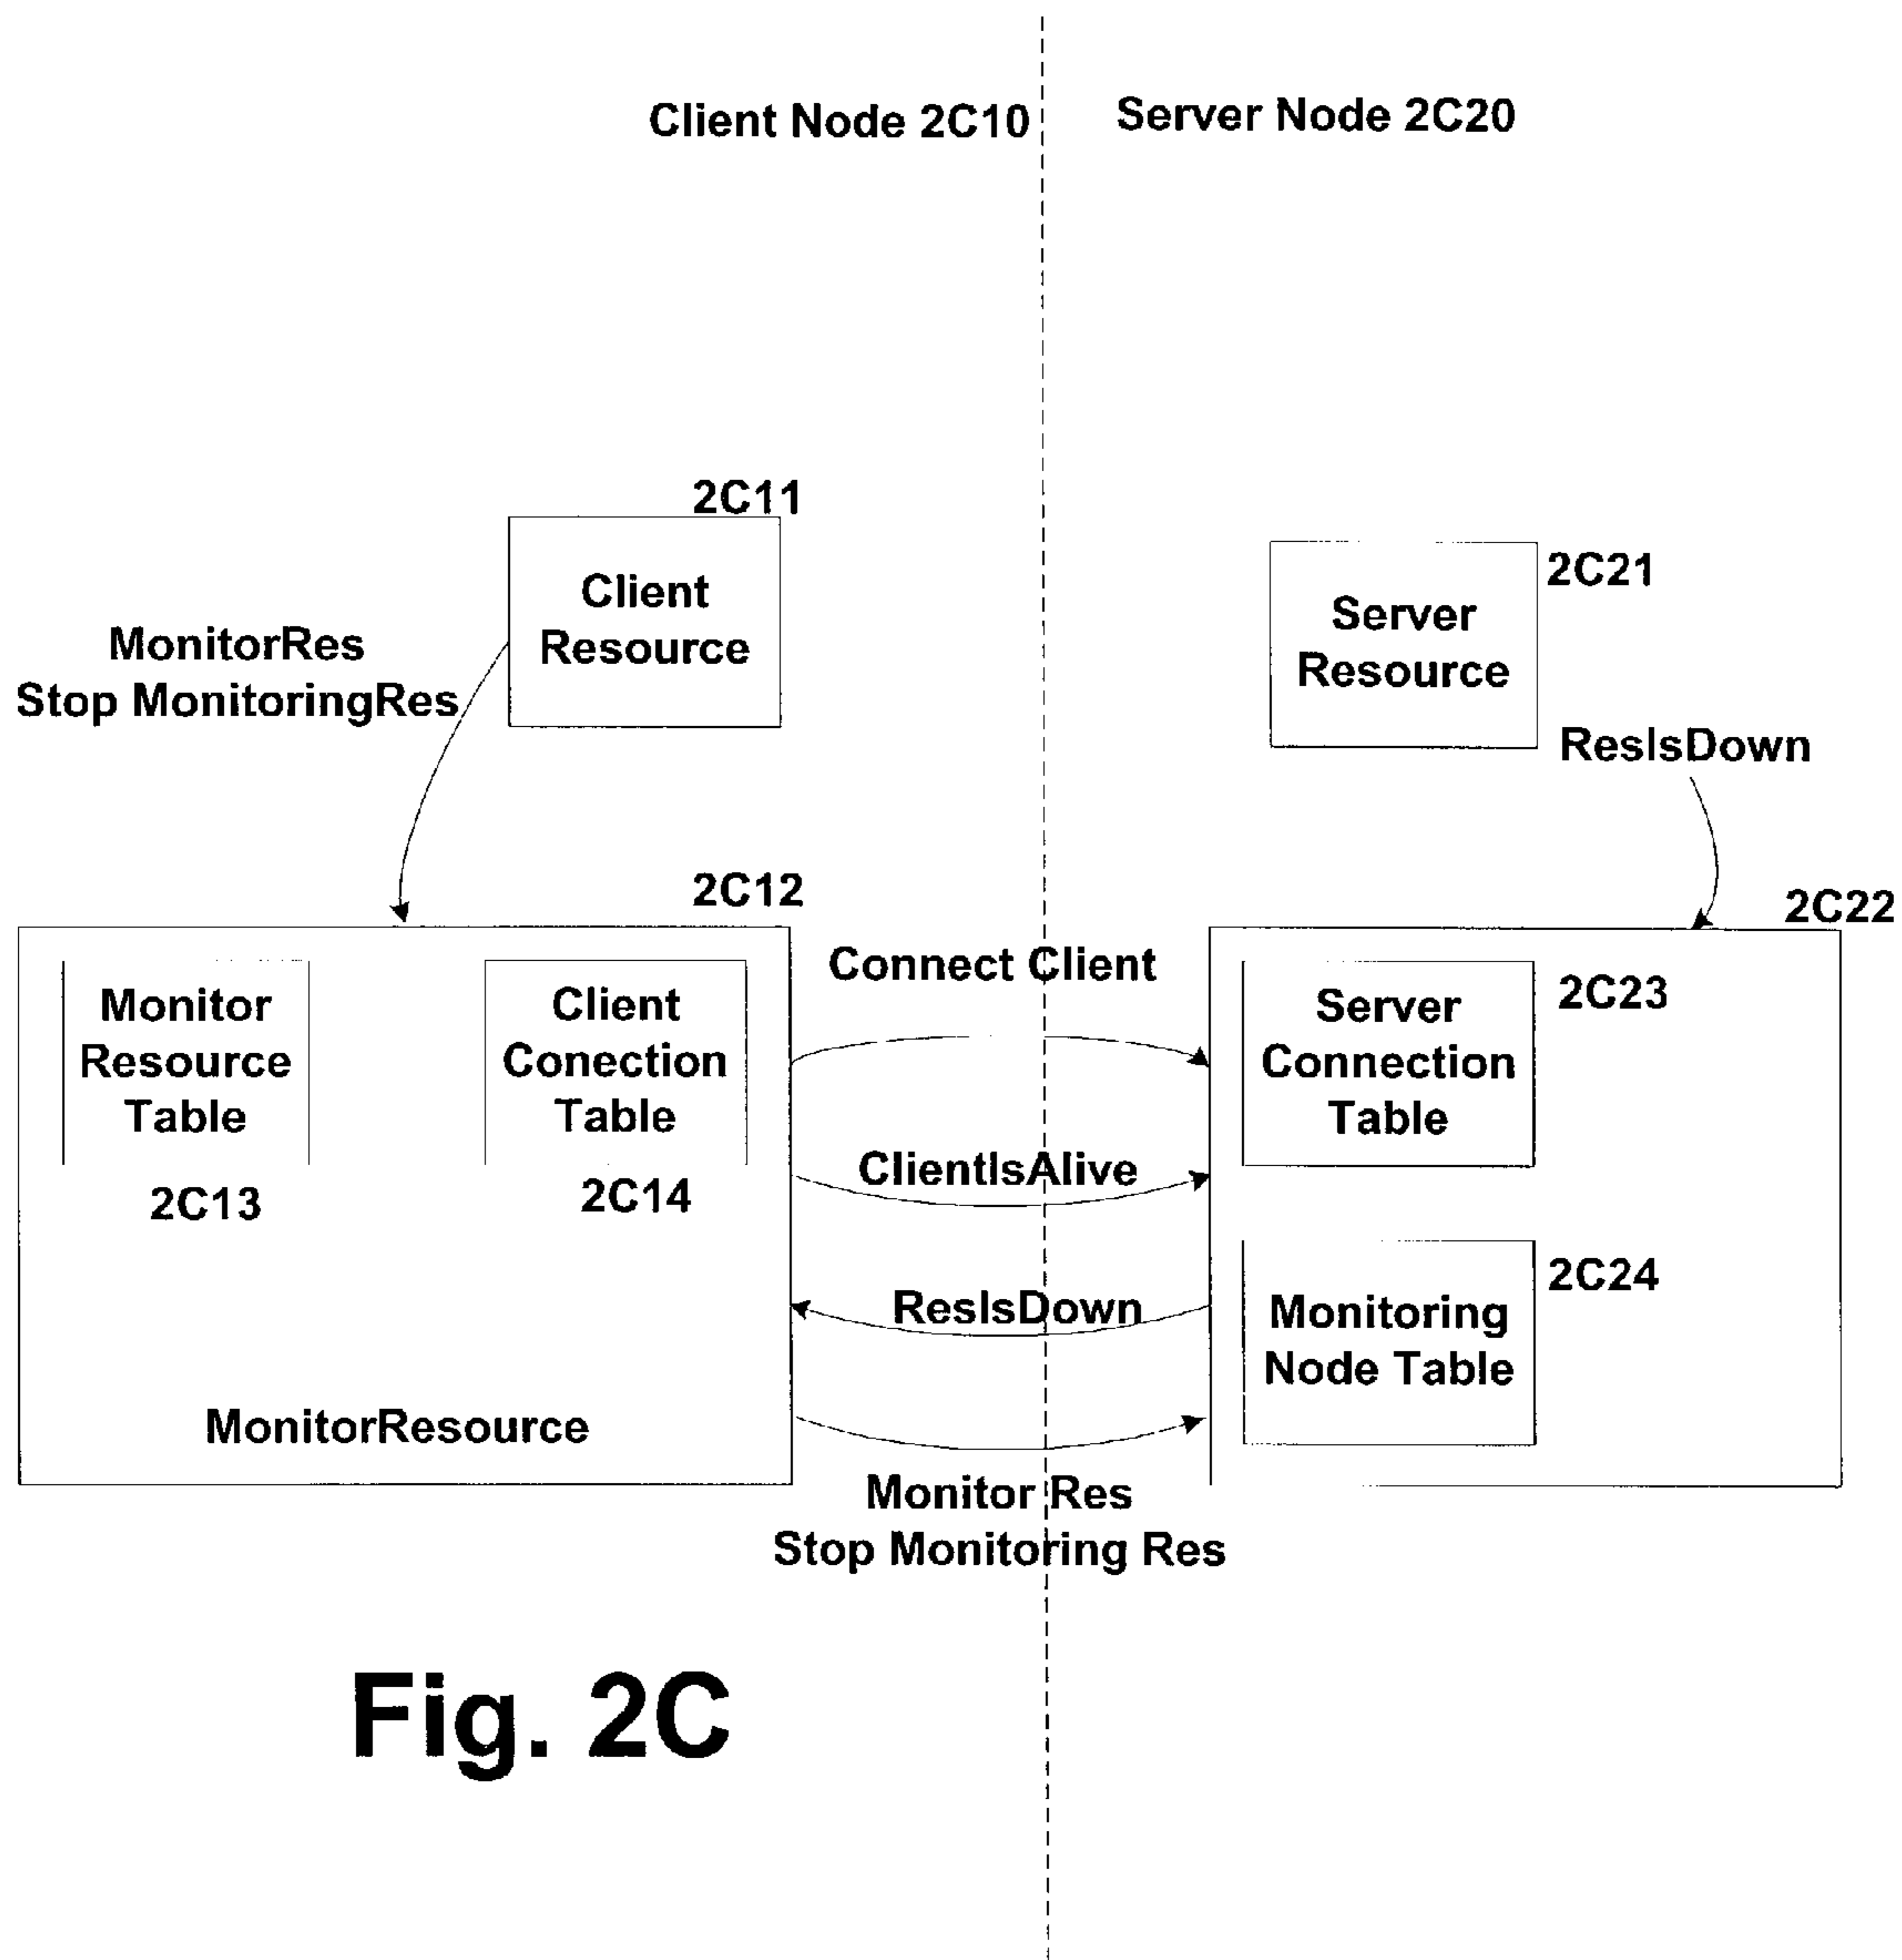 Client Node 2C10
Server Node 2C20
2C11
Client
Resource
MonitorRes
Stop MonitoringRes
2C21
Server
Resource
ResIsDown
2C12
2C22
Monitor
Resource
Table
2C13
Client
Conection
Table
2C14
MonitorResource
Connect Client
ClientIsAlive
ResIsDown
Monitor Res
Stop Monitoring Res
Server
Connection
Table
2C23
Monitoring
Node Table
2C24
Fig. 2C